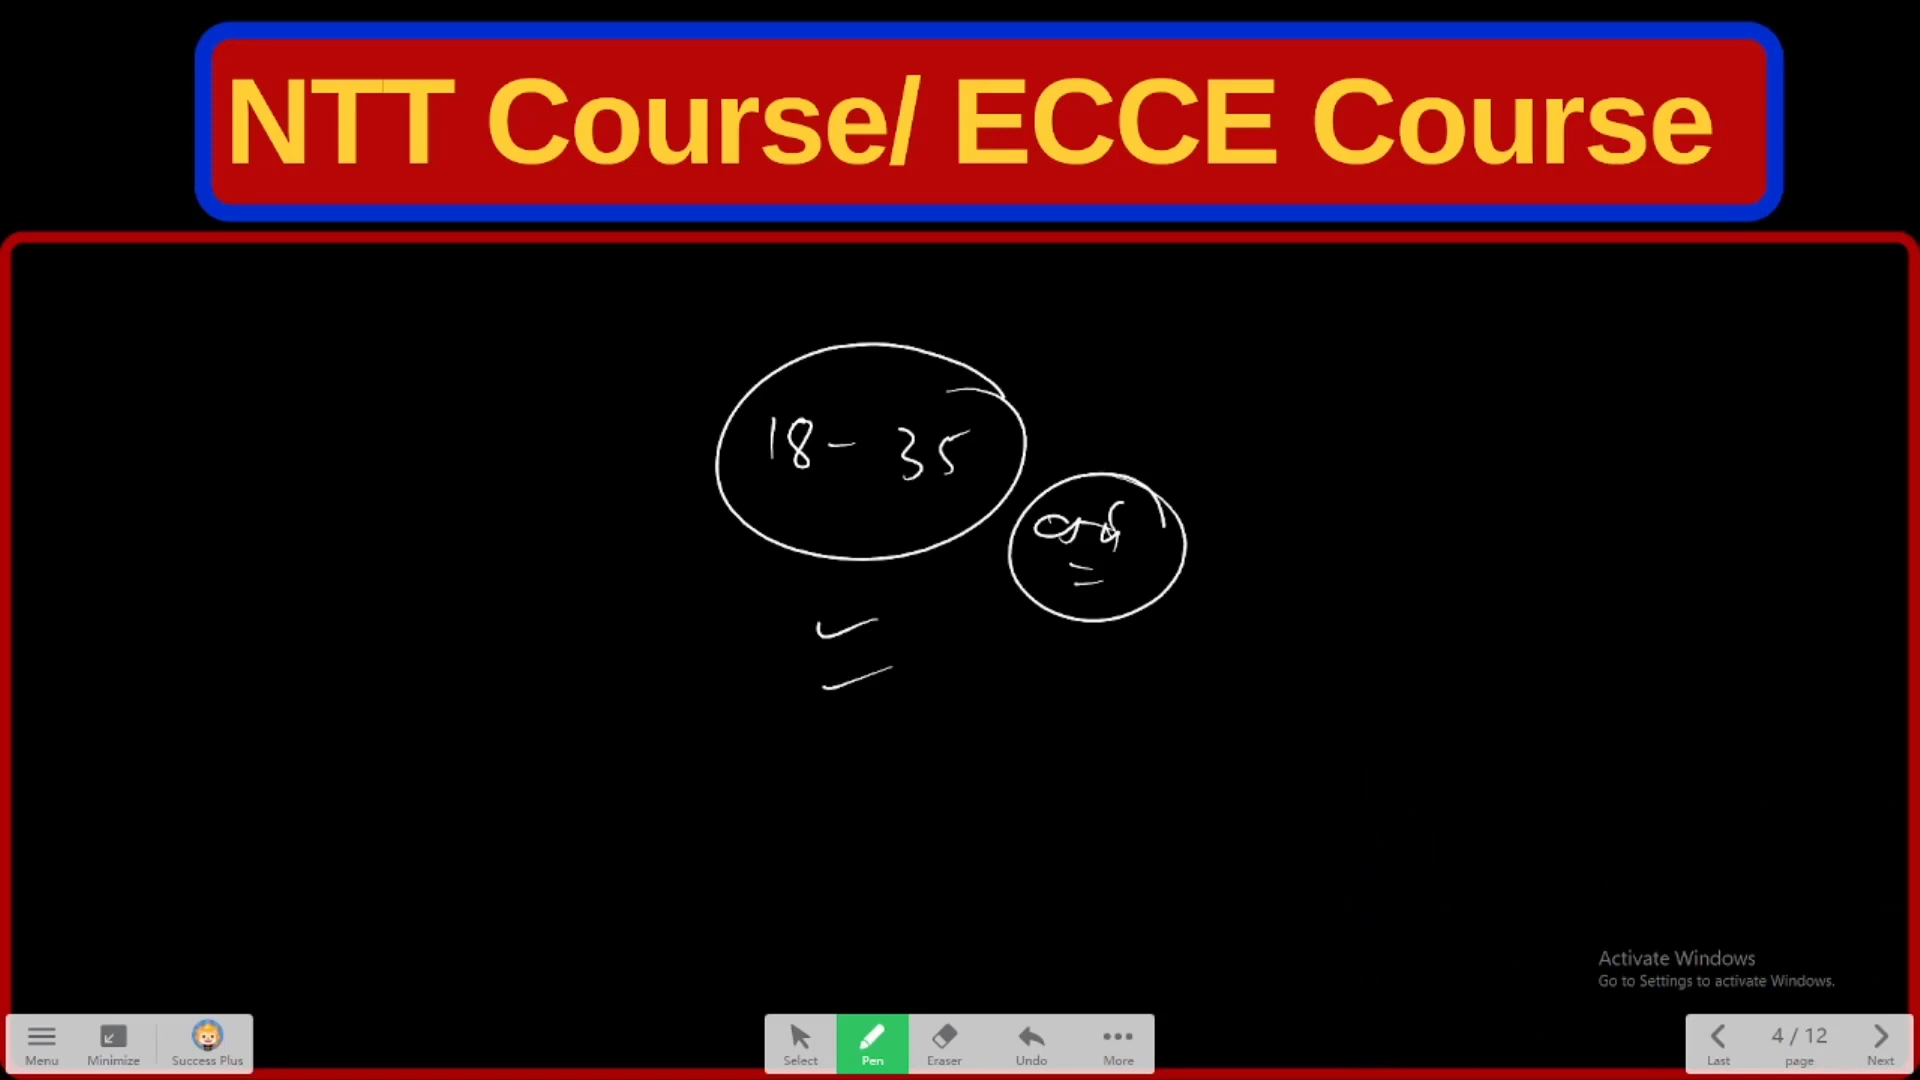 NTT Course/ ECCE Course
18 - 35
Activate Windows
Go to Settings to activate Windows.
Menu Minimize Success Plus Select Pen Eraser Undo More Last 4 / 12 page Next